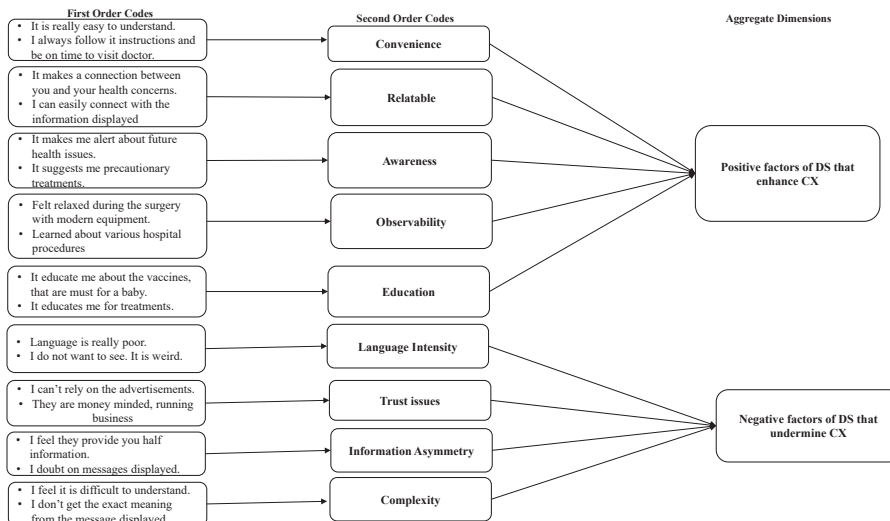 First Order Codes
Second Order Codes
Aggregate Dimensions
• It is really easy to understand.
• I always follow it instructions and
be on time to visit doctor.
Convenience
• It makes a connection between
you and your health concerns.
• I can easily connect with the
information displayed
Relatable
• It makes me alert about future
health issues.
• It suggests me precautionary
treatments.
Awareness
• Felt relaxed during the surgery
with modern equipment.
• Learned about various hospital
procedures
Observability
• It educate me about the vaccines,
that are must for a baby.
• It educates me for treatments.
Education
Positive factors of DS that
enhance CX
• Language is really poor.
• I do not want to see. It is weird.
Language Intensity
• I can't rely on the advertisements.
• They are money minded, running
business
Trust issues
• I feel they provide you half
information.
• I doubt on messages displayed.
Information Asymmetry
• I feel it is difficult to understand.
• I don't get the exact meaning
from the message displayed
Complexity
Negative factors of DS that
undermine CX